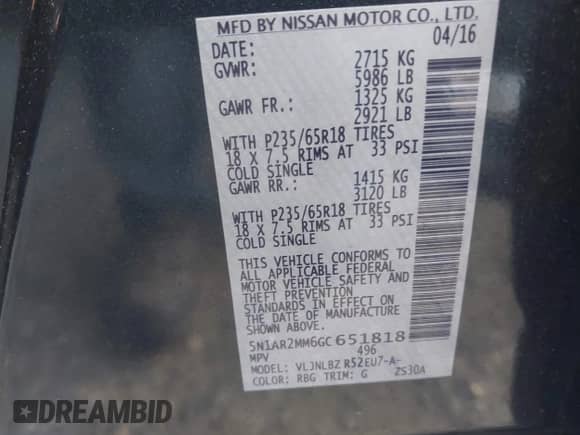 MFD BY NISSAN MOTOR CO., LTD.
DATE: 04/16
GVWR: 2715 KG
5986 LB
GAWR FR.: 1325 KG
2921 LB
WITH P235/65R18 TIRES
18 X 7.5 RIMS AT 33 PSI
COLD SINGLE
GAWR RR.: 1415 KG
3120 LB
WITH P235/65R18 TIRES
18 X 7.5 RIMS AT 33 PSI
COLD SINGLE
THIS VEHICLE CONFORMS TO
ALL APPLICABLE FEDERAL
MOTOR VEHICLE SAFETY AND
THEFT PREVENTION
STANDARDS IN EFFECT ON
THE DATE OF MANUFACTURE
SHOWN ABOVE.
5N1AR2MM6GC651818
MPV 496
MODEL: VLJNLBZ R52EU7-A-
COLOR: RBG TRIM: G ZS30A
DREAMBID